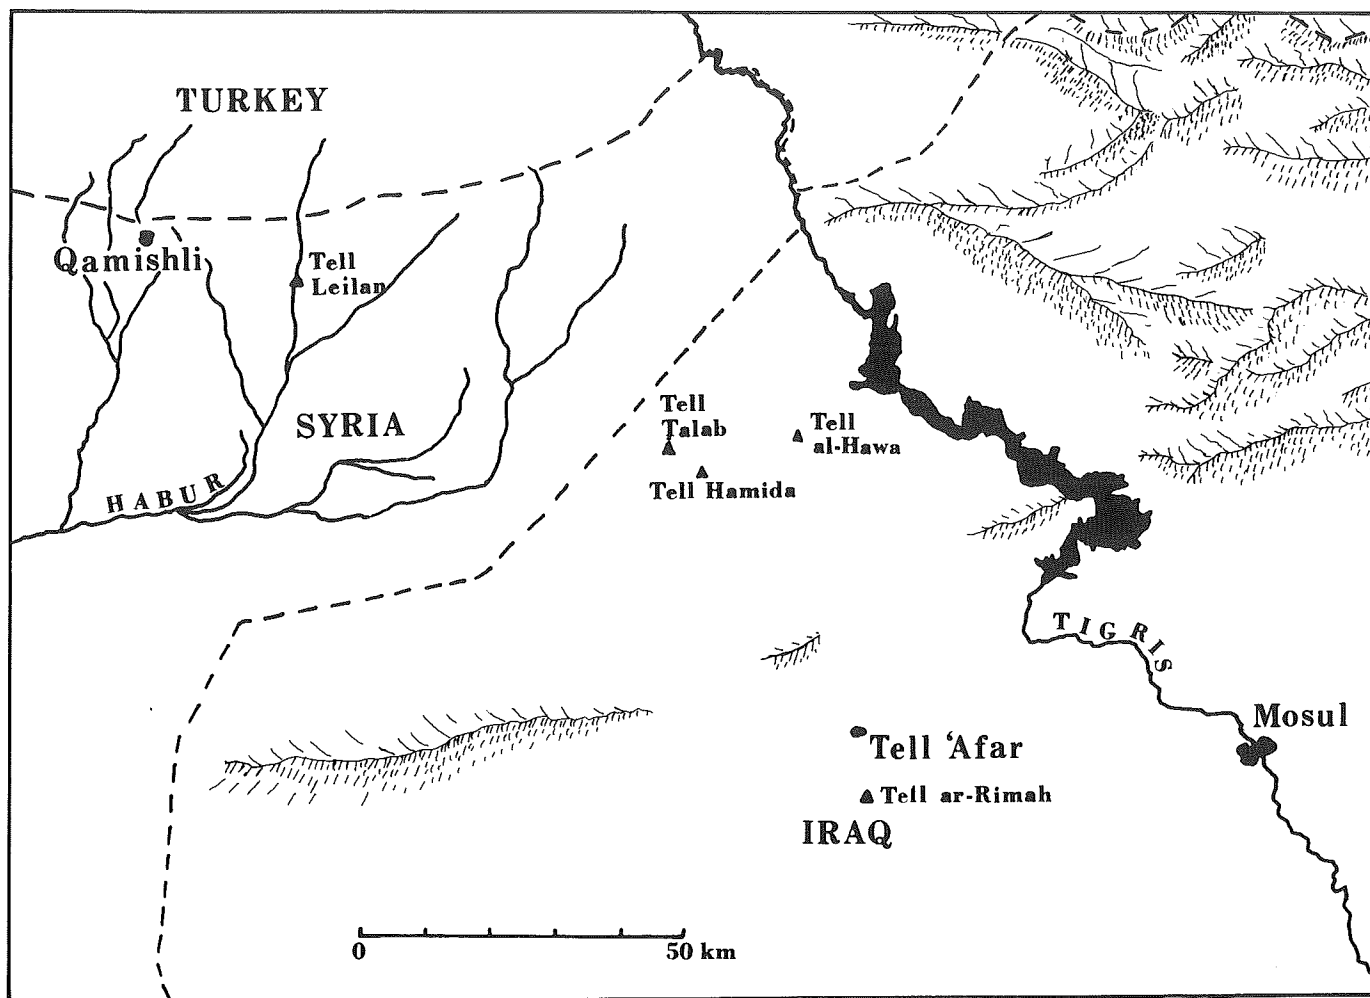 TURKEY
Qamishli
Tell
Leilan
SYRIA
HABUR
Tell
Talab
Tell
al-Hawa
Tell Hamida
TIGRIS
Mosul
Tell 'Afar
Tell ar-Rimah
IRAQ
0 50 km